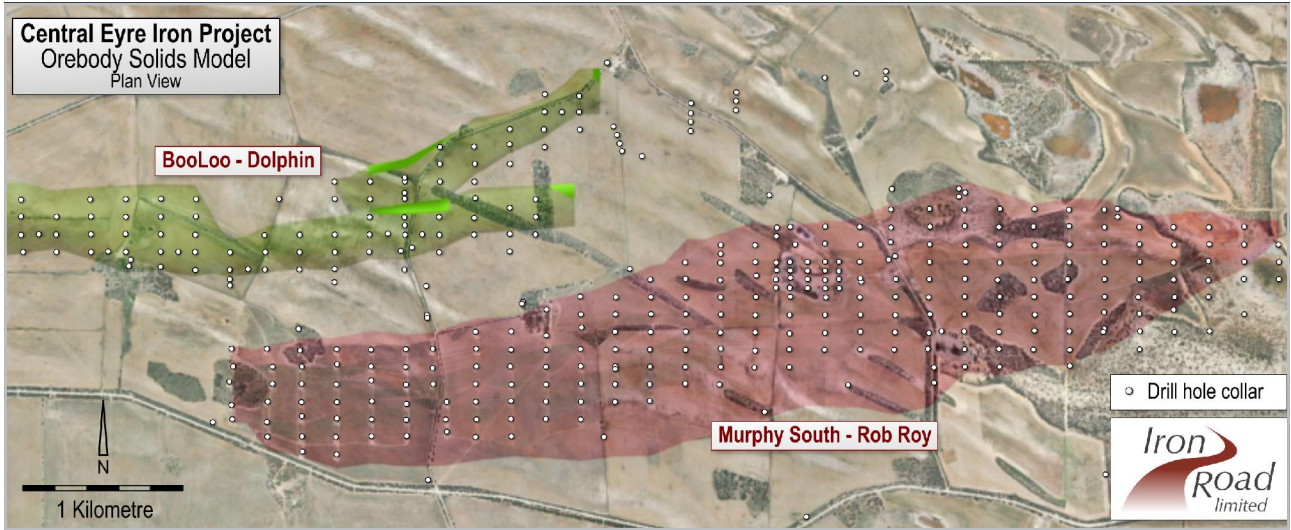 Central Eyre Iron Project
Orebody Solids Model
Plan View
BooLoo - Dolphin
Murphy South - Rob Roy
N
1 Kilometre
Drill hole collar
Iron
Road
limited